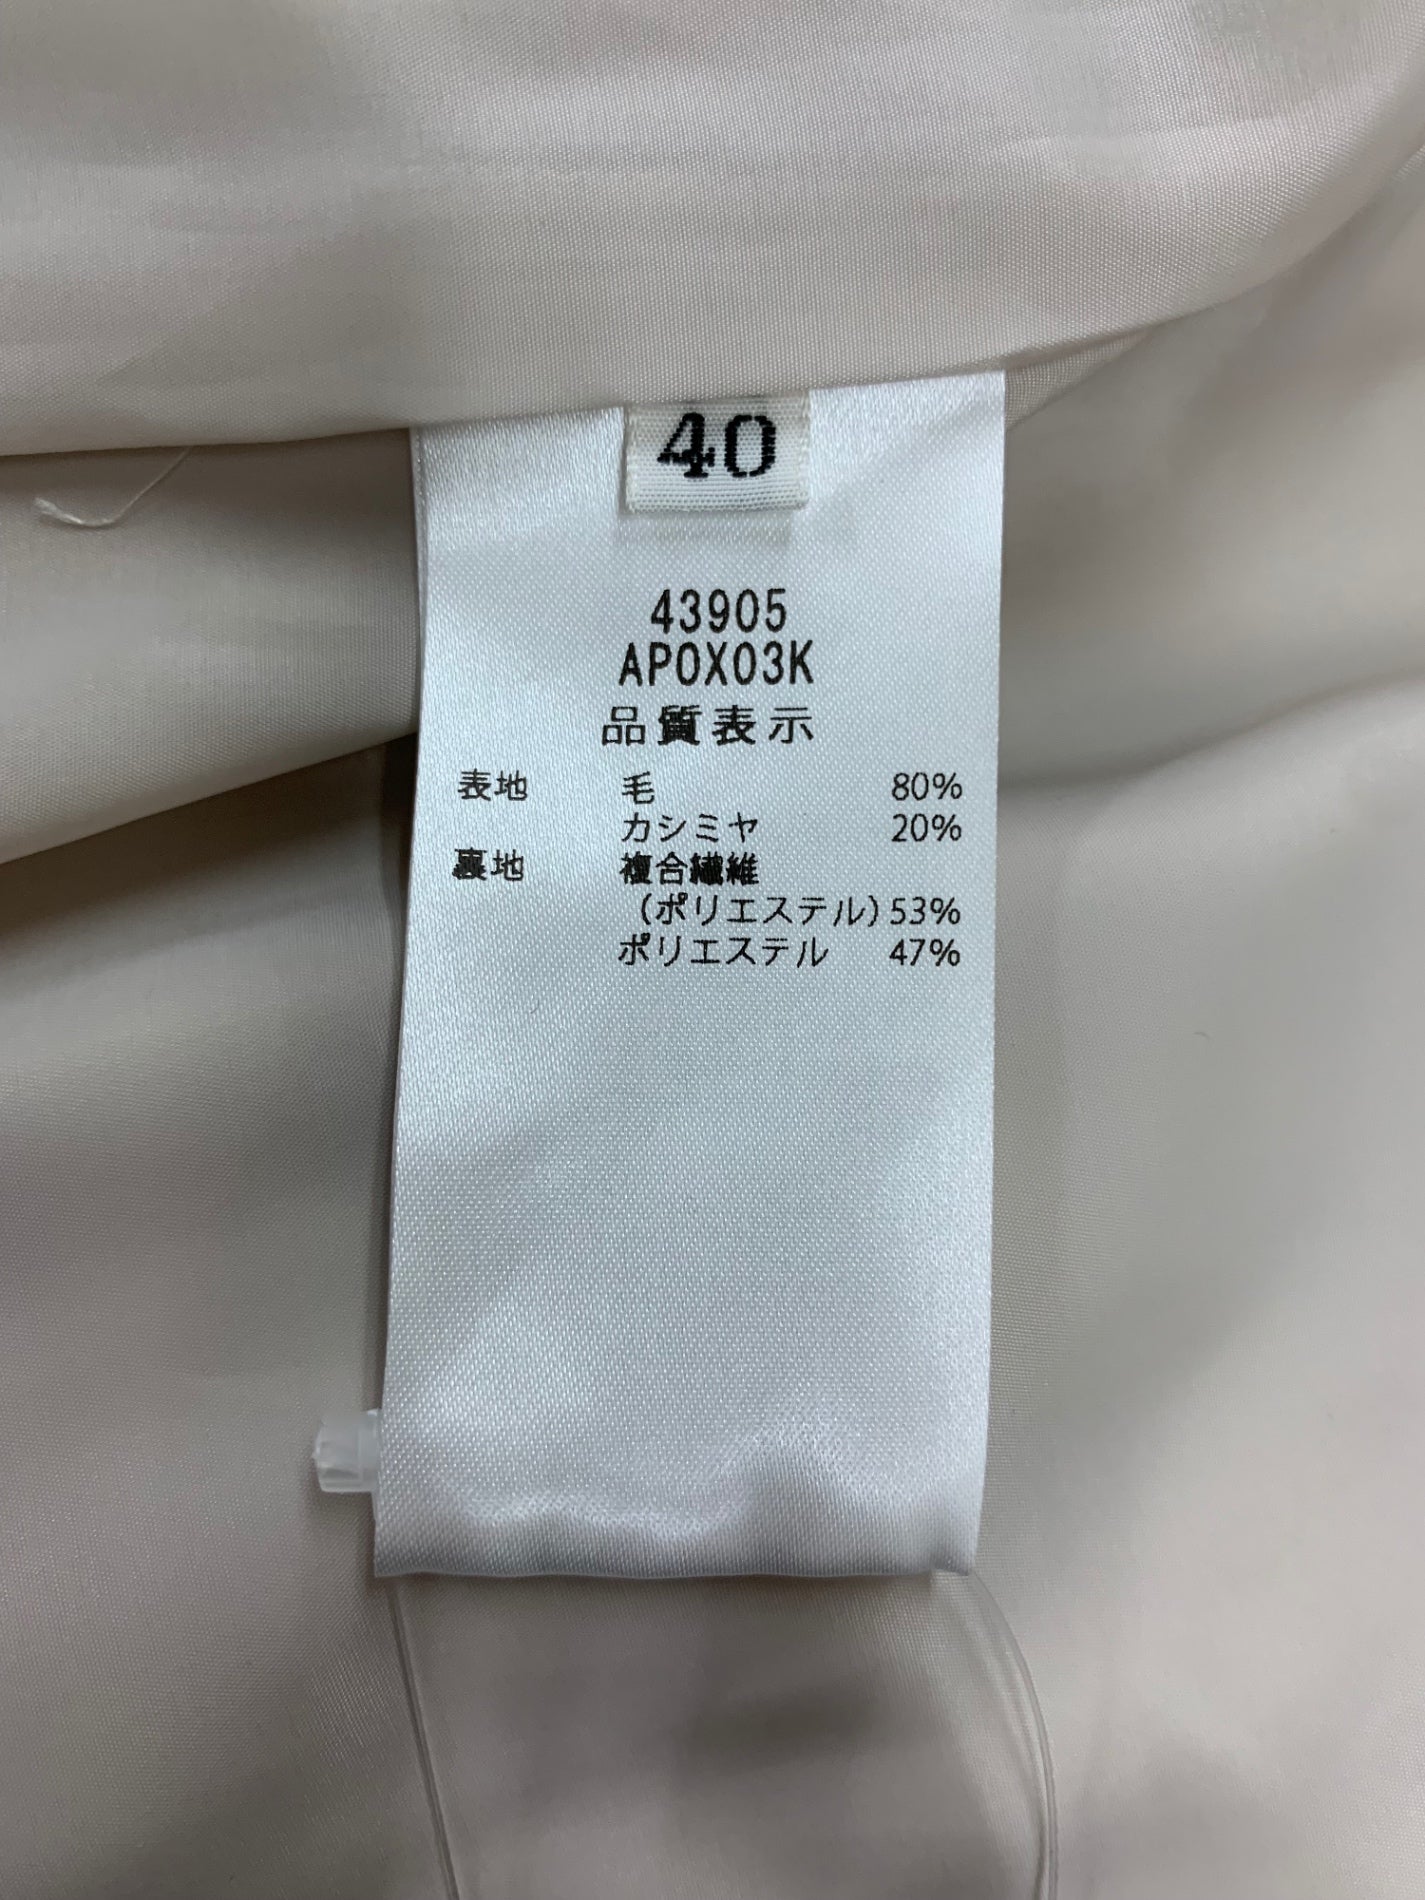 40
43905
AP0X03K
品質表示
表地 毛 80%
カシミヤ 20%
裏地 複合繊維
(ポリエステル) 53%
ポリエステル 47%